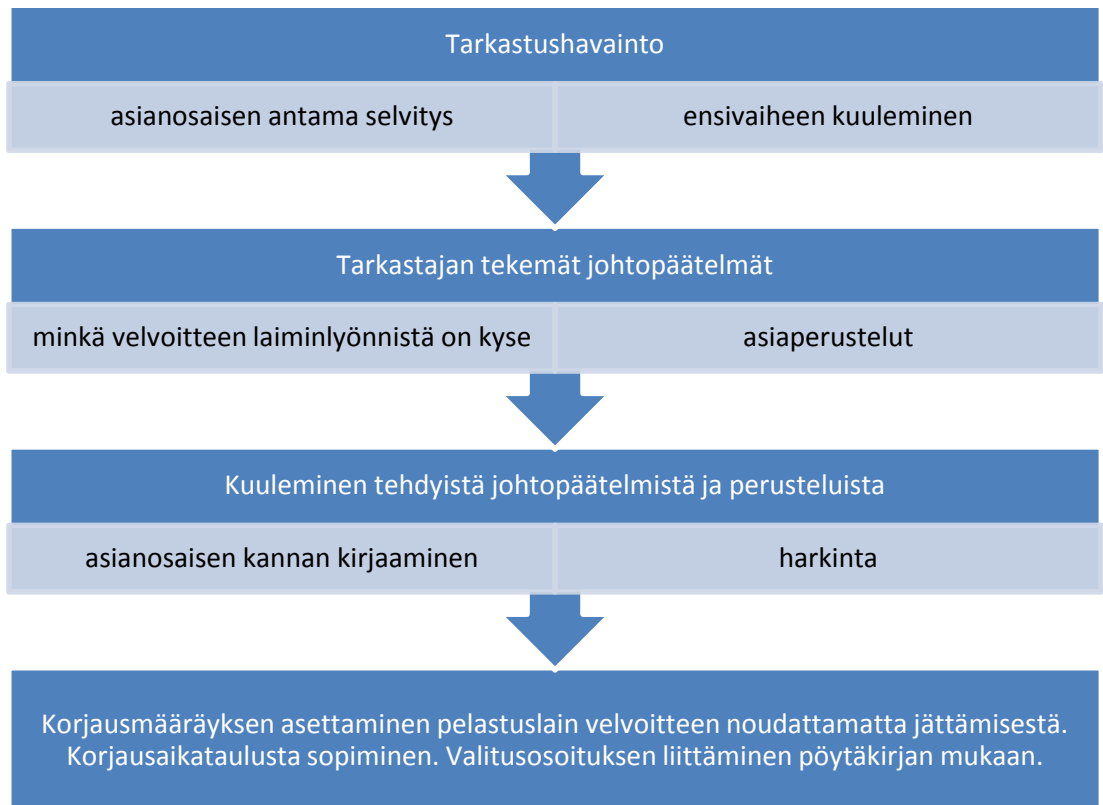 Tarkastushavainto
asianosaisen antama selvitys
ensivaiheen kuuleminen
Tarkastajan tekemät johtopäätelmät
minkä velvoitteen laiminlyönnistä on kyse
asiaperustelut
Kuuleminen tehdyistä johtopäätelmistä ja perusteluista
asianosaisen kannan kirjaaminen
harkinta
Korjausmääräyksen asettaminen pelastuslain velvoitteen noudattamatta jättämisestä.
Korjausaikataulusta sopiminen. Valitusosoituksen liittäminen pöytäkirjan mukaan.